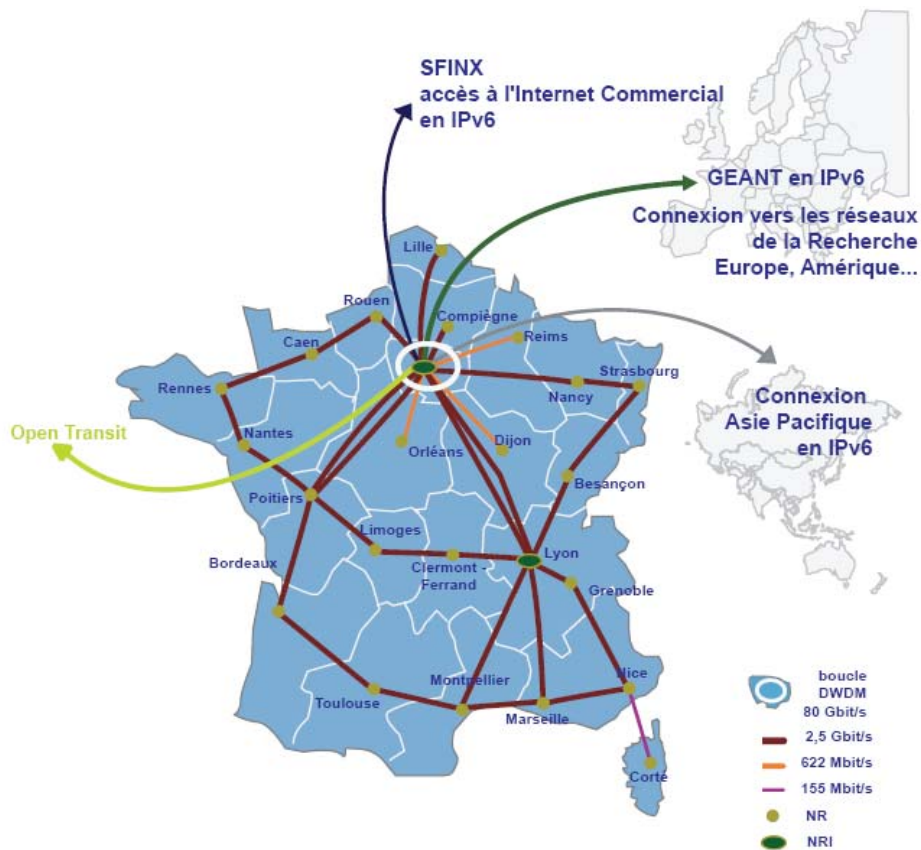 SFINX
accès à l'Internet Commercial
en IPv6
GEANT en IPv6
Connexion vers les réseaux
de la Recherche
Europe, Amérique...
Lille
Rouen
Compiègne
Caen
Reims
Strasbourg
Rennes
Nancy
Connexion
Asie Pacifique
en IPv6
Open Transit
Nantes
Orléans
Dijon
Besançon
Poitiers
Limoges
Lyon
Bordeaux
Clermont -
Ferrand
Grenoble
Nice
Montpellier
Toulouse
Marseille
Corté
boucle
DWDM
80 Gbit/s
2,5 Gbit/s
622 Mbit/s
155 Mbit/s
NR
NRI